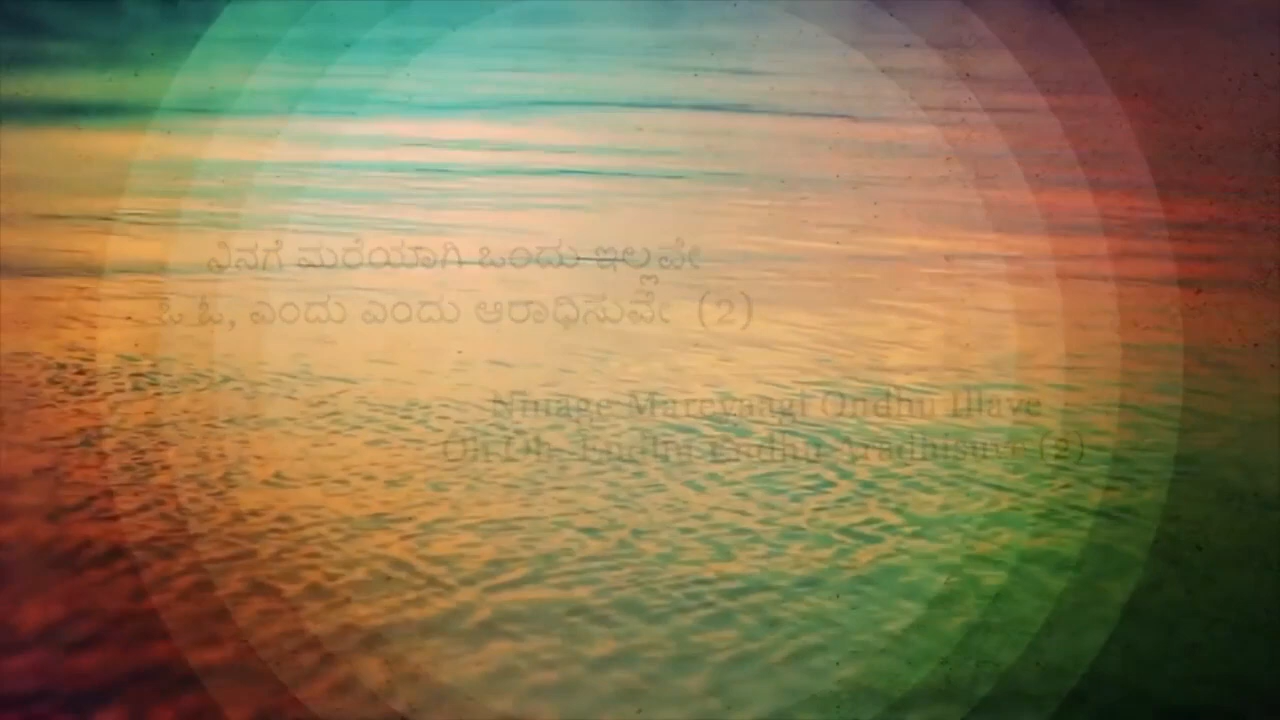 ನಿನಗೆ ಮರೆಯಾಗಿ ಒಂದು ಇಲ್ಲವೇ
ಓ ಓ, ಎಂದು ಎಂದು ಆರಾಧಿಸುವೇ (2)
Ninage Mareyaagi Ondhu Illave
Oh Oh, Endhu Endhu Aradhisuve (2)